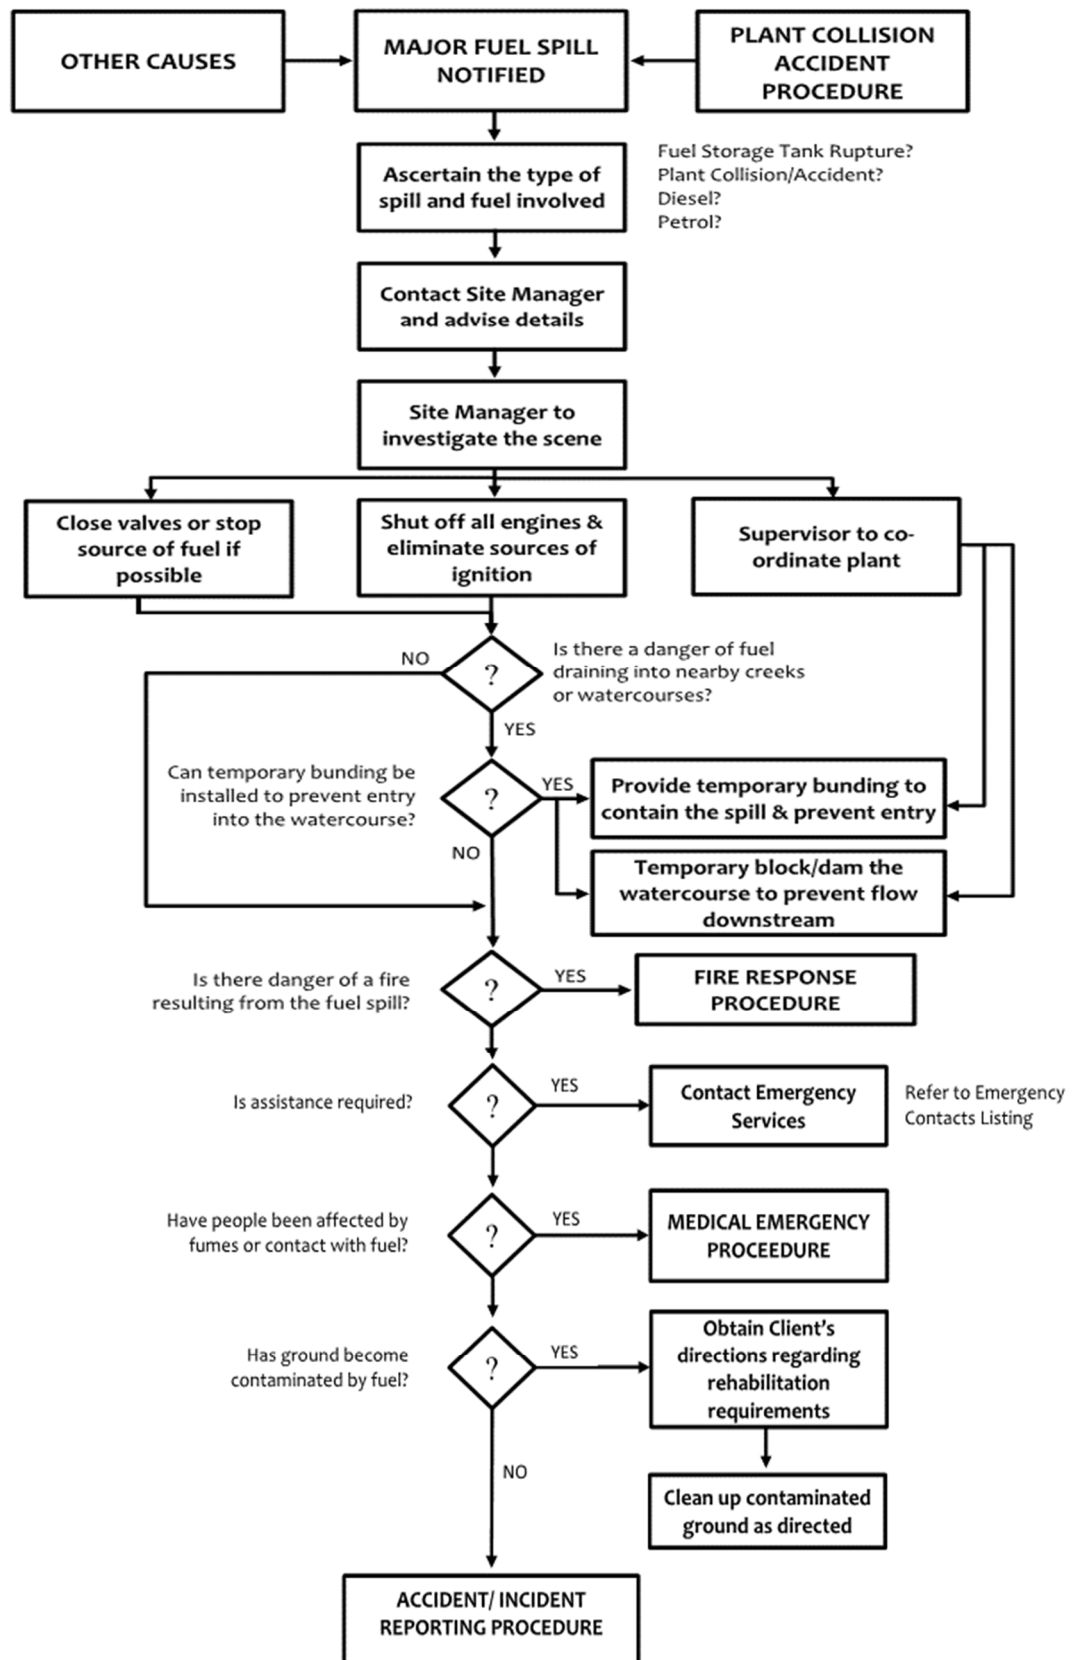 OTHER CAUSES
MAJOR FUEL SPILL
NOTIFIED
PLANT COLLISION
ACCIDENT
PROCEDURE
Ascertain the type of
spill and fuel involved
Fuel Storage Tank Rupture?
Plant Collision/Accident?
Diesel?
Petrol?
Contact Site Manager
and advise details
Site Manager to
investigate the scene
Close valves or stop
source of fuel if
possible
Shut off all engines &
eliminate sources of
ignition
Supervisor to co-
ordinate plant
NO
?
Is there a danger of fuel
draining into nearby creeks
or watercourses?
YES
Can temporary bunding be
installed to prevent entry
into the watercourse?
?
YES
Provide temporary bunding to
contain the spill & prevent entry
NO
Temporary block/dam the
watercourse to prevent flow
downstream
Is there danger of a fire
resulting from the fuel spill?
?
YES
FIRE RESPONSE
PROCEDURE
Is assistance required?
?
YES
Contact Emergency
Services
Refer to Emergency
Contacts Listing
Have people been affected by
fumes or contact with fuel?
?
YES
MEDICAL EMERGENCY
PROCEEDURE
Has ground become
contaminated by fuel?
?
YES
Obtain Client's
directions regarding
rehabilitation
requirements
NO
Clean up contaminated
ground as directed
ACCIDENT/ INCIDENT
REPORTING PROCEDURE